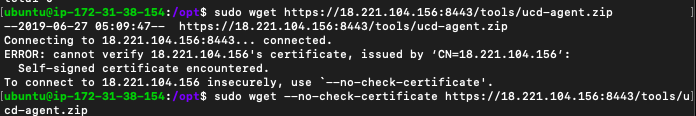 [ubuntu@ip-172-31-38-154:/opt$ sudo wget https://18.221.104.156:8443/tools/ucd-agent.zip ]
--2019-06-27 05:09:47--  https://18.221.104.156:8443/tools/ucd-agent.zip
Connecting to 18.221.104.156:8443... connected.
ERROR: cannot verify 18.221.104.156's certificate, issued by ‘CN=18.221.104.156’:
  Self-signed certificate encountered.
To connect to 18.221.104.156 insecurely, use `--no-check-certificate'.
[ubuntu@ip-172-31-38-154:/opt$ sudo wget --no-check-certificate https://18.221.104.156:8443/tools/u]
cd-agent.zip